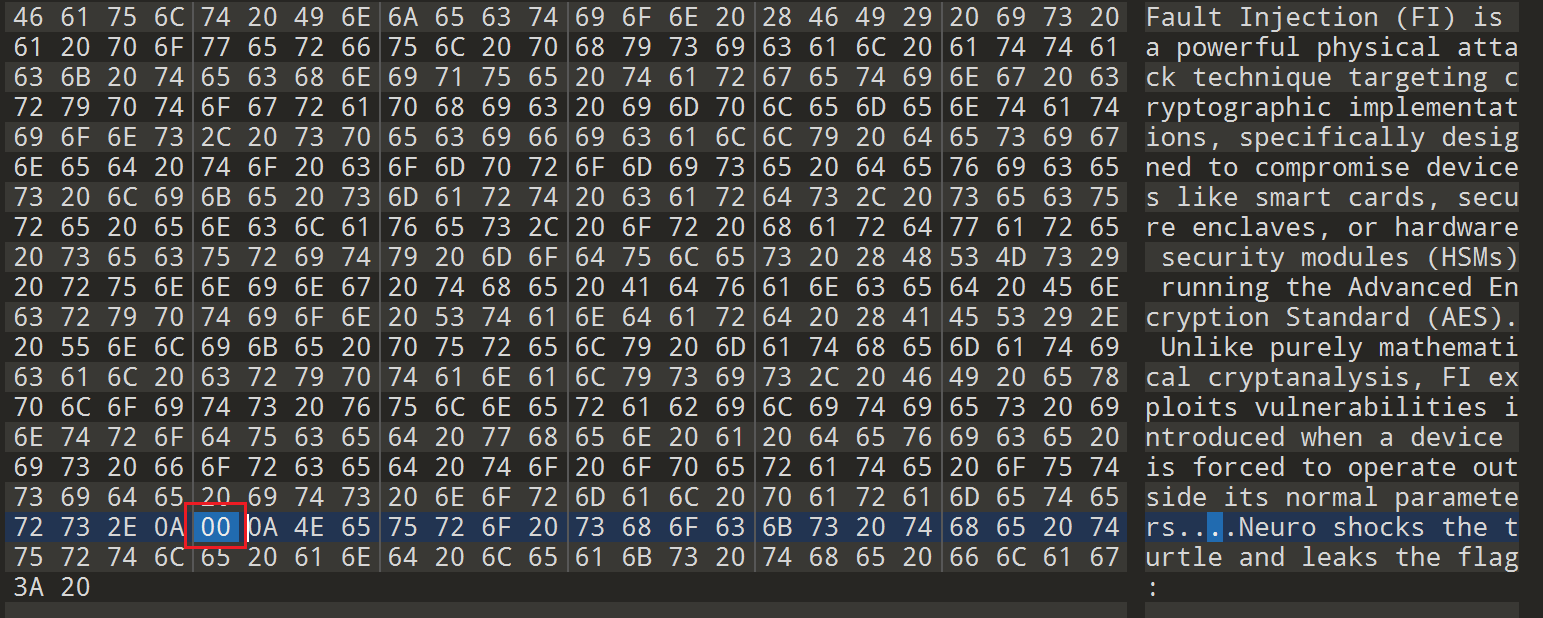 46 61 75 6C 74 20 49 6E 6A 65 63 74 69 6F 6E 20 28 46 49 29 20 69 73 20 Fault Injection (FI) is
61 20 70 6F 77 65 72 66 75 6C 20 70 68 79 73 69 63 61 6C 20 61 74 74 61 a powerful physical atta
63 6B 20 74 65 63 68 6E 69 71 75 65 20 74 61 72 67 65 74 69 6E 67 20 63 ck technique targeting c
72 79 70 74 6F 67 72 61 70 68 69 63 20 69 6D 70 6C 65 6D 65 6E 74 61 74 ryptographic implementat
69 6F 6E 73 2C 20 73 70 65 63 69 66 69 63 61 6C 6C 79 20 64 65 73 69 67 ions, specifically desig
6E 65 64 20 74 6F 20 63 6F 6D 70 72 6F 6D 69 73 65 20 64 65 76 69 63 65 ned to compromise device
73 20 6C 69 6B 65 20 73 6D 61 72 74 20 63 61 72 64 73 2C 20 73 65 63 75 s like smart cards, secu
72 65 20 65 6E 63 6C 61 76 65 73 2C 20 6F 72 20 68 61 72 64 77 61 72 65 re enclaves, or hardware
20 73 65 63 75 72 69 74 79 20 6D 6F 64 75 6C 65 73 20 28 48 53 4D 73 29 security modules (HSMs)
20 72 75 6E 6E 69 6E 67 20 74 68 65 20 41 64 76 61 6E 63 65 64 20 45 6E running the Advanced En
63 72 79 70 74 69 6F 6E 20 53 74 61 6E 64 61 72 64 20 28 41 45 53 29 2E cryption Standard (AES).
20 55 6E 6C 69 6B 65 20 70 75 72 65 6C 79 20 6D 61 74 68 65 6D 61 74 69 Unlike purely mathemati
63 61 6C 20 63 72 79 70 74 61 6E 61 6C 79 73 69 73 2C 20 46 49 20 65 78 cal cryptanalysis, FI ex
70 6C 6F 69 74 73 20 76 75 6C 6E 65 72 61 62 69 6C 69 74 69 65 73 20 69 ploits vulnerabilities i
6E 74 72 6F 64 75 63 65 64 20 77 68 65 6E 20 61 20 64 65 76 69 63 65 20 ntroduced when a device
69 73 20 66 6F 72 63 65 64 20 74 6F 20 6F 70 65 72 61 74 65 20 6F 75 74 is forced to operate out
73 69 64 65 20 69 74 73 20 6E 6F 72 6D 61 6C 20 70 61 72 61 6D 65 74 65 side its normal paramete
72 73 2E 0A 00 0A 4E 65 75 72 6F 20 73 68 6F 63 6B 73 20 74 68 65 20 74 rs.....Neuro shocks the t
75 72 74 6C 65 20 61 6E 64 20 6C 65 61 6B 73 20 74 68 65 20 66 6C 61 67 urtle and leaks the flag
3A 20 :